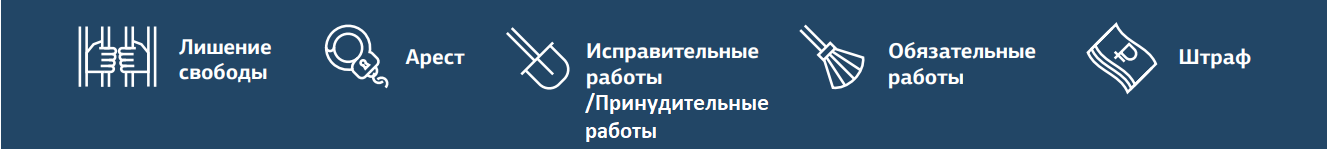 Лишение
свободы
Арест
Исправительные
работы
/Принудительные
работы
Обязательные
работы
Штраф